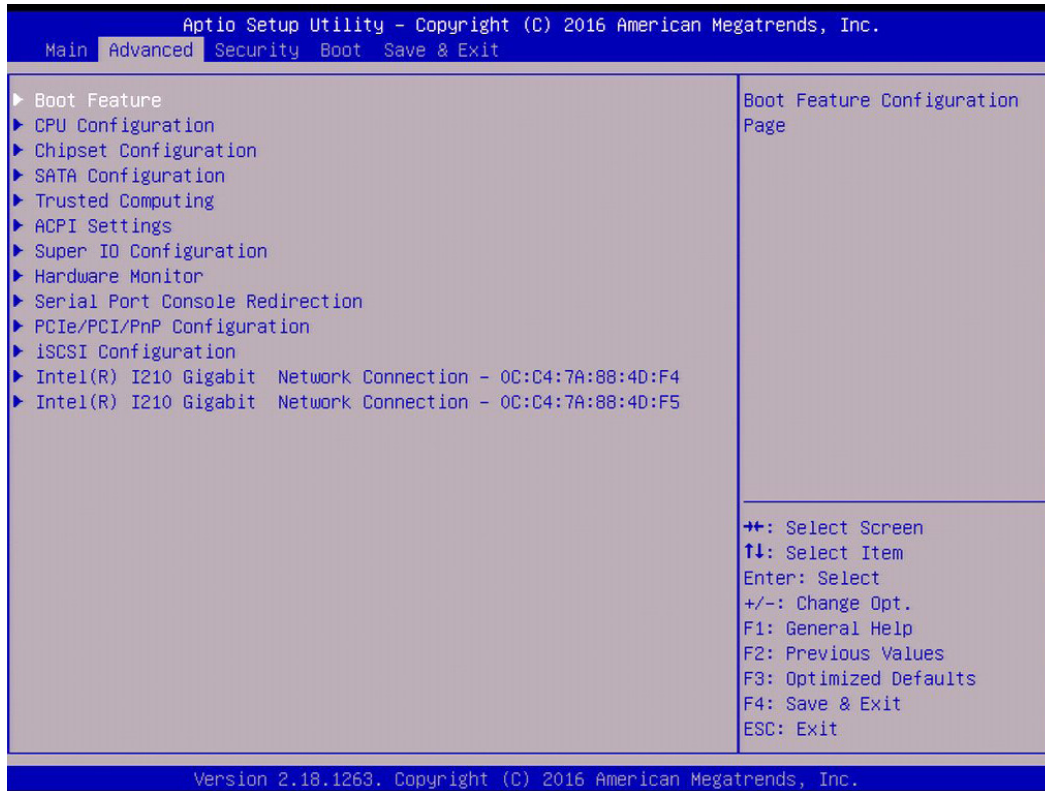 Aptio Setup Utility – Copyright (C) 2016 American Megatrends, Inc.
Main Advanced Security Boot Save & Exit
▶ Boot Feature
▶ CPU Configuration
▶ Chipset Configuration
▶ SATA Configuration
▶ Trusted Computing
▶ ACPI Settings
▶ Super IO Configuration
▶ Hardware Monitor
▶ Serial Port Console Redirection
▶ PCIe/PCI/PnP Configuration
▶ iSCSI Configuration
▶ Intel(R) I210 Gigabit  Network Connection – 0C:C4:7A:88:4D:F4
▶ Intel(R) I210 Gigabit  Network Connection – 0C:C4:7A:88:4D:F5
Boot Feature Configuration
Page
→←: Select Screen
↑↓: Select Item
Enter: Select
+/-: Change Opt.
F1: General Help
F2: Previous Values
F3: Optimized Defaults
F4: Save & Exit
ESC: Exit
Version 2.18.1263. Copyright (C) 2016 American Megatrends, Inc.